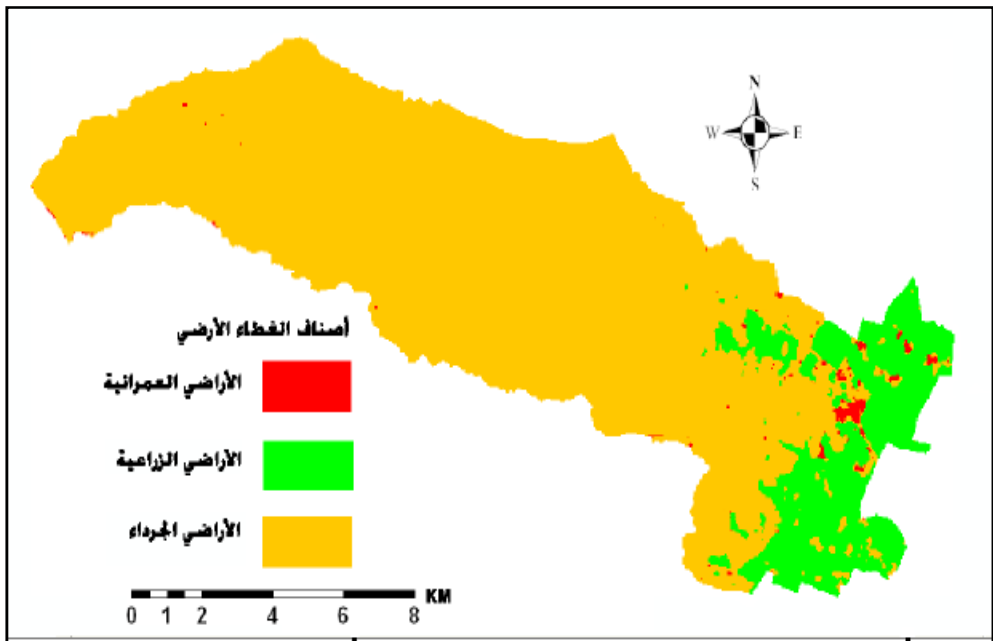 N
W E
S
أصناف الغطاء الأرضي
الأراضي العمرانية
الأراضي الزراعية
الأراضي الجرداء
0 1 2 4 6 8 KM